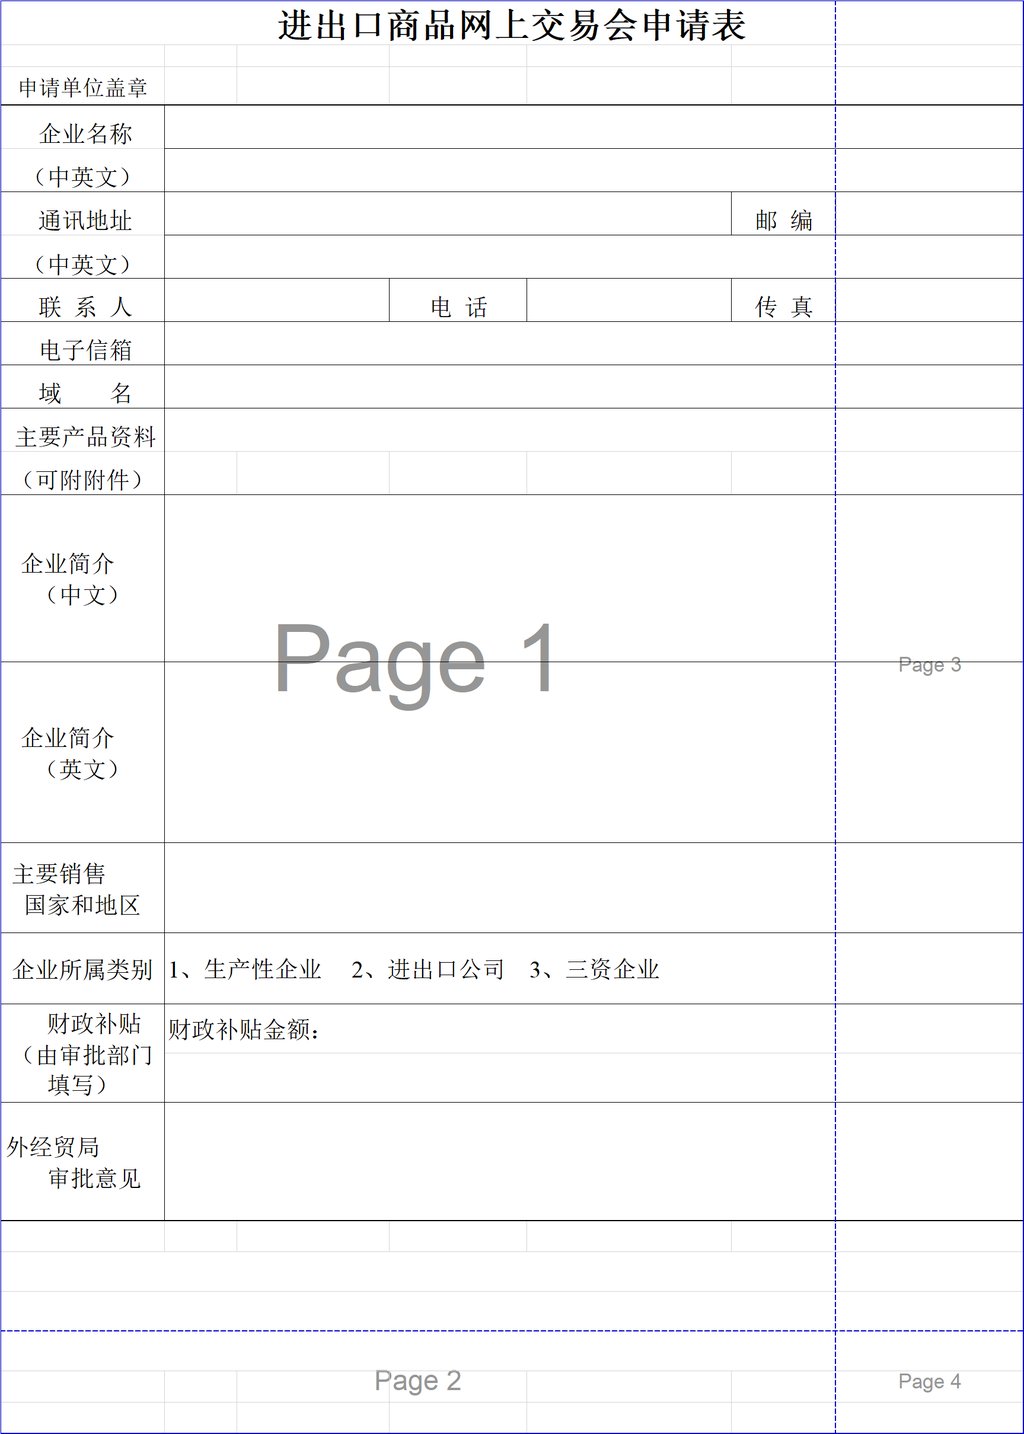 进出口商品网上交易会申请表
申请单位盖章
企业名称
（中英文）
通讯地址 邮 编
（中英文）
联 系 人 电 话 传 真
电子信箱
域 名
主要产品资料
（可附附件）
企业简介
（中文）
Page 1 Page 3
企业简介
（英文）
主要销售
国家和地区
企业所属类别 1、生产性企业 2、进出口公司 3、三资企业
财政补贴 财政补贴金额：
（由审批部门
填写）
外经贸局
审批意见
Page 2 Page 4